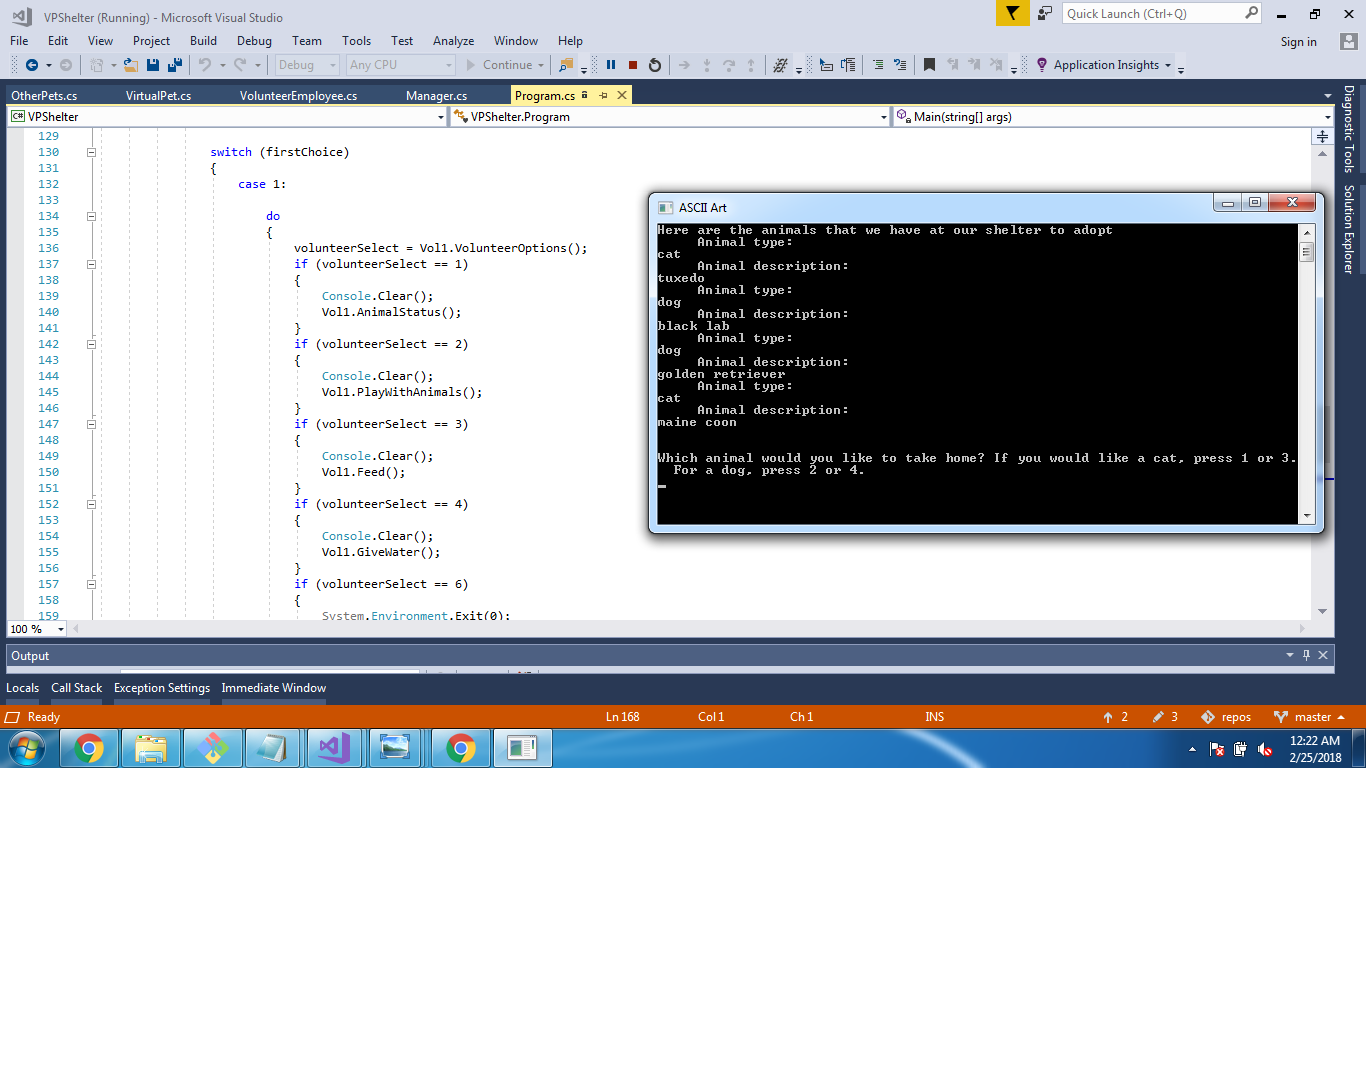 VPShelter (Running) - Microsoft Visual Studio
Quick Launch (Ctrl+Q)
File Edit View Project Build Debug Team Tools Test Analyze Window Help
Sign in
Debug Any CPU Continue Application Insights
OtherPets.cs VirtualPet.cs VolunteerEmployee.cs Manager.cs Program.cs
C# VPShelter VPShelter.Program Main(string[] args)
Diagnostic Tools
Solution Explorer
129
130 switch (firstChoice)
131 {
132 case 1:
133
134 do
135 {
136 volunteerSelect = Vol1.VolunteerOptions();
137 if (volunteerSelect == 1)
138 {
139 Console.Clear();
140 Vol1.AnimalStatus();
141 }
142 if (volunteerSelect == 2)
143 {
144 Console.Clear();
145 Vol1.PlayWithAnimals();
146 }
147 if (volunteerSelect == 3)
148 {
149 Console.Clear();
150 Vol1.Feed();
151 }
152 if (volunteerSelect == 4)
153 {
154 Console.Clear();
155 Vol1.GiveWater();
156 }
157 if (volunteerSelect == 6)
158 {
159 System.Environment.Exit(0);
ASCII Art
Here are the animals that we have at our shelter to adopt
Animal type:
cat
Animal description:
tuxedo
Animal type:
dog
Animal description:
black lab
Animal type:
dog
Animal description:
golden retriever
Animal type:
cat
Animal description:
maine coon
Which animal would you like to take home? If you would like a cat, press 1 or 3.
For a dog, press 2 or 4.
100 %
Output
Locals Call Stack Exception Settings Immediate Window
Ready Ln 168 Col 1 Ch 1 INS 2 3 repos master
12:22 AM
2/25/2018